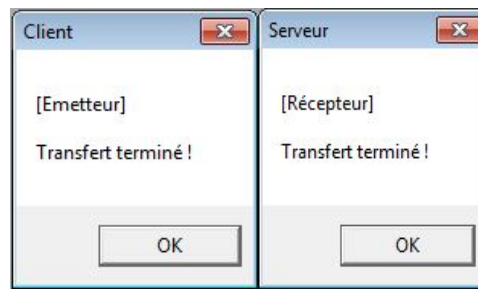 Client
[Emetteur]
Transfert terminé !
OK
Serveur
[Récepteur]
Transfert terminé !
OK